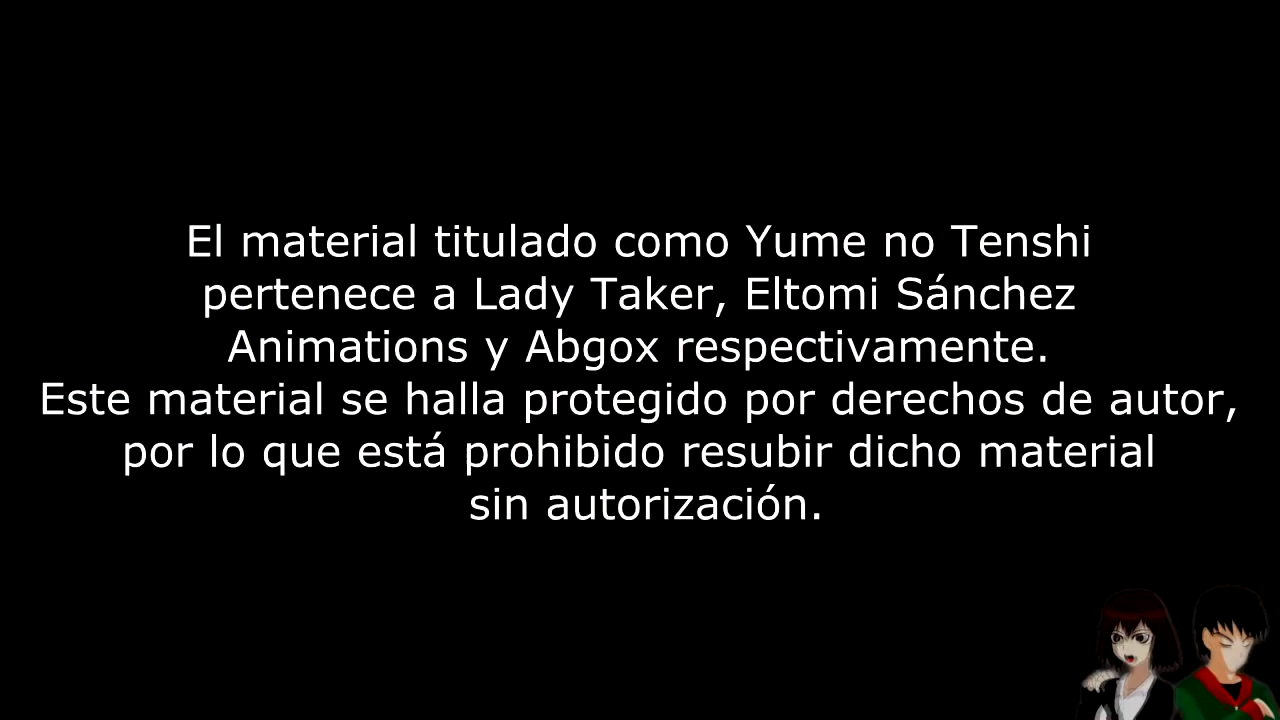 El material titulado como Yume no Tenshi
pertenece a Lady Taker, Eltomi Sánchez
Animations y Abgox respectivamente.
Este material se halla protegido por derechos de autor,
por lo que está prohibido resubir dicho material
sin autorización.